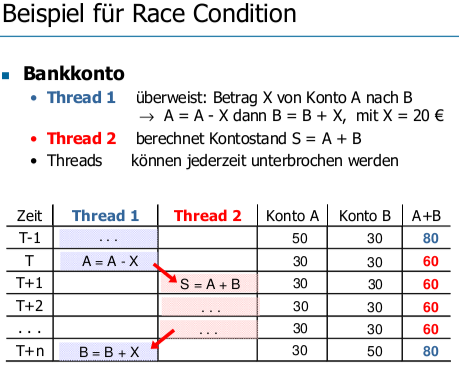 Beispiel für Race Condition
Bankkonto
Thread 1 überweist: Betrag X von Konto A nach B
→ A = A - X dann B = B + X, mit X = 20 €
Thread 2 berechnet Kontostand S = A + B
Threads können jederzeit unterbrochen werden
Zeit Thread 1 Thread 2 Konto A Konto B A+B
T-1 . . . 50 30 80
T A = A - X 30 30 60
T+1 S = A + B 30 30 60
T+2 . . . 30 30 60
. . . . . . 30 30 60
T+n B = B + X 30 50 80